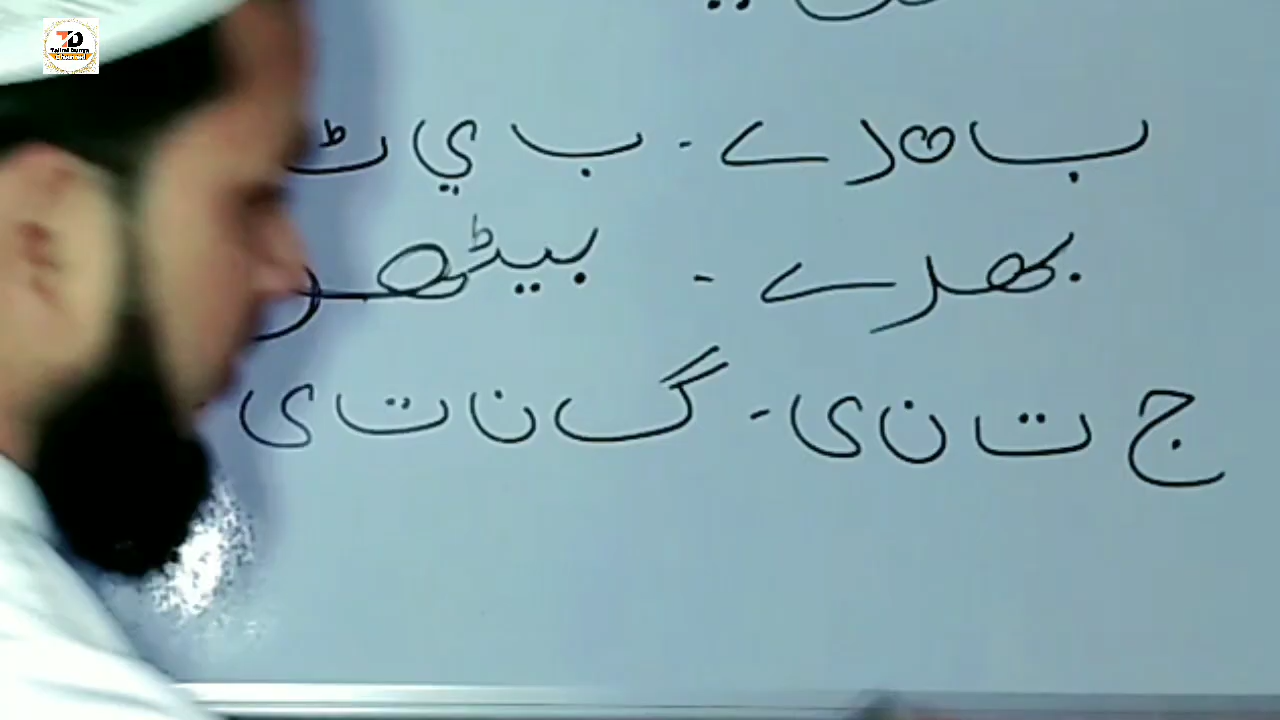 ب ھ ر ے ۔ ب ي ٹ
بھرے ۔ بیٹھ
ج ت ن ی ۔ گ ن ت ی